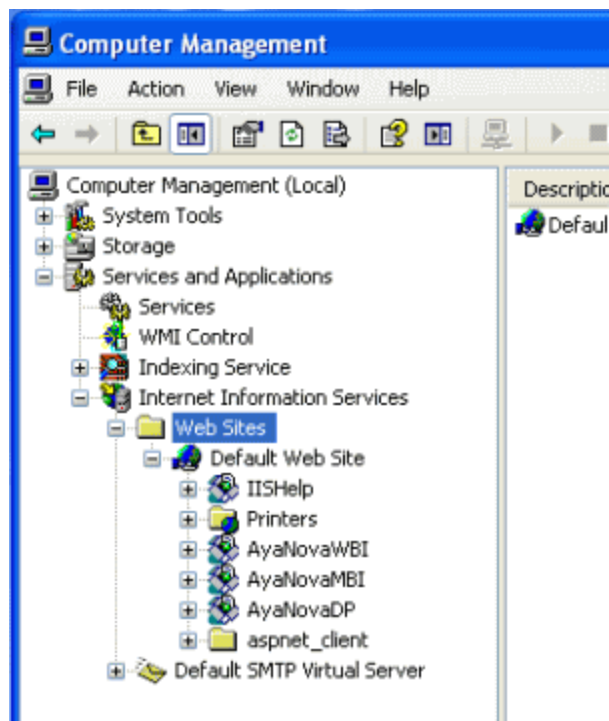 Computer Management
File Action View Window Help
Computer Management (Local)
Descriptio
System Tools
Defaul
Storage
Services and Applications
Services
WMI Control
Indexing Service
Internet Information Services
Web Sites
Default Web Site
IISHelp
Printers
AyaNovaWBI
AyaNovaMBI
AyaNovaDP
aspnet_client
Default SMTP Virtual Server